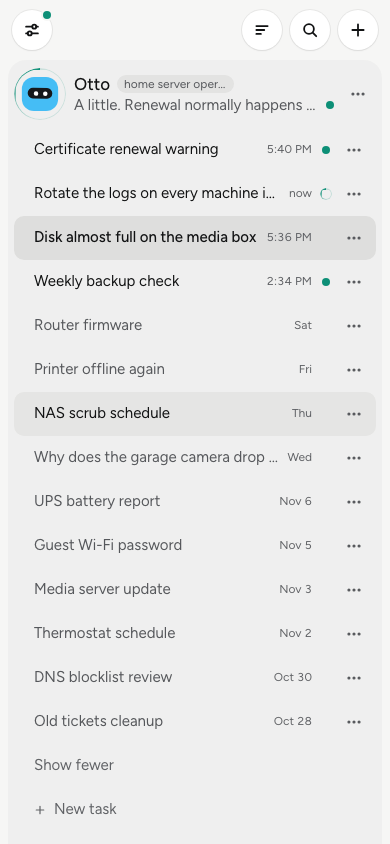 Otto home server oper...
A little. Renewal normally happens ...
Certificate renewal warning 5:40 PM
Rotate the logs on every machine i... now
Disk almost full on the media box 5:36 PM
Weekly backup check 2:34 PM
Router firmware Sat
Printer offline again Fri
NAS scrub schedule Thu
Why does the garage camera drop ... Wed
UPS battery report Nov 6
Guest Wi-Fi password Nov 5
Media server update Nov 3
Thermostat schedule Nov 2
DNS blocklist review Oct 30
Old tickets cleanup Oct 28
Show fewer
+ New task